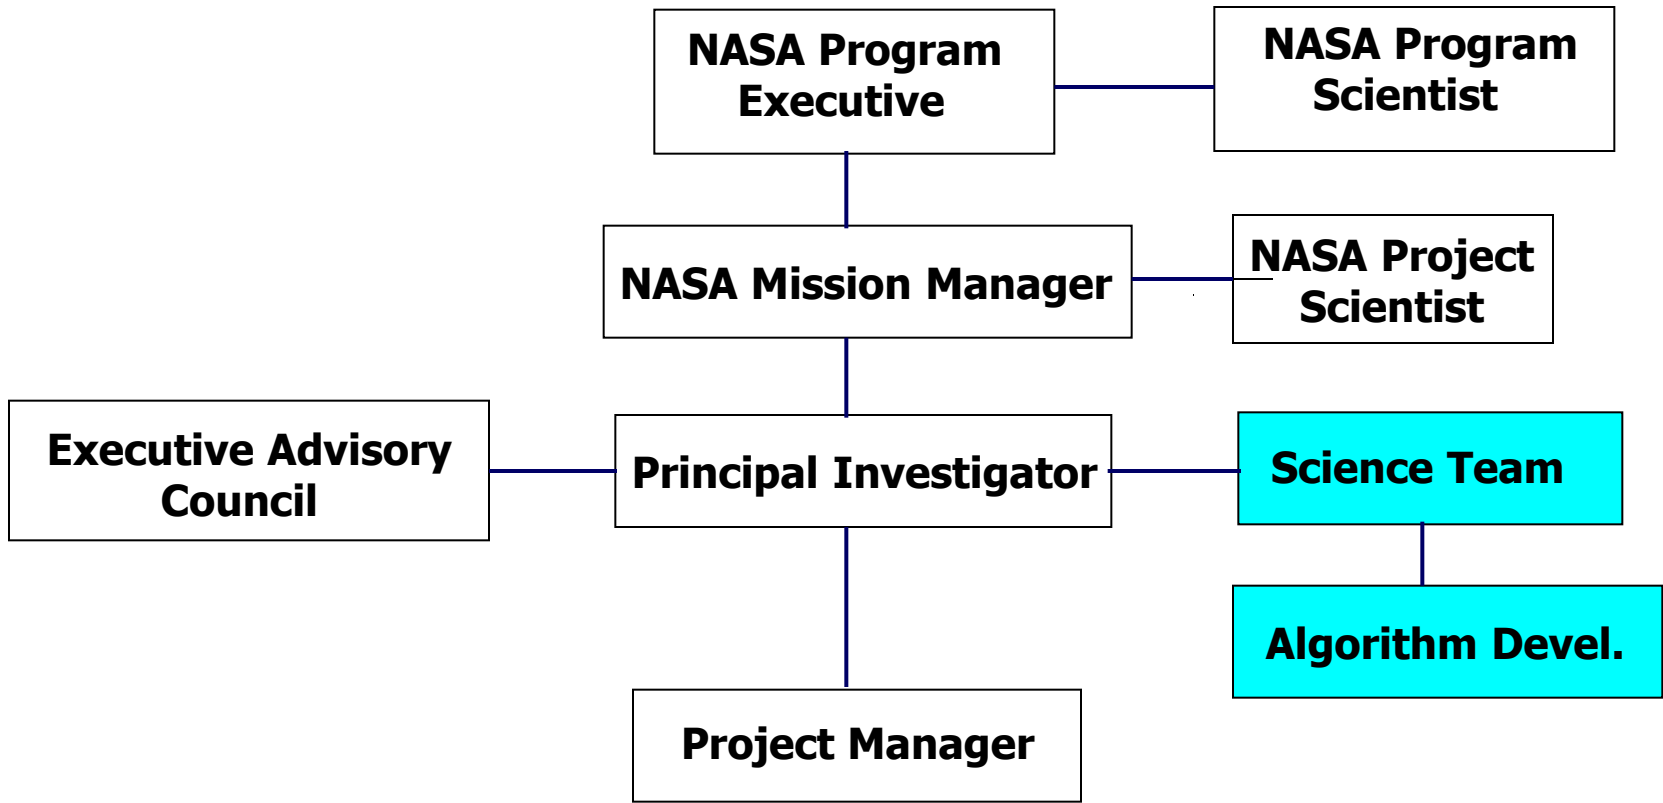 NASA Program
Executive
NASA Program
Scientist
NASA Mission Manager
NASA Project
Scientist
Executive Advisory
Council
Principal Investigator
Science Team
Algorithm Devel.
Project Manager